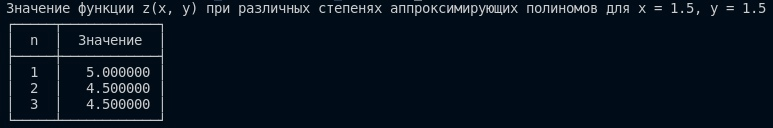 Значение функции z(x, y) при различных степенях аппроксимирующих полиномов для x = 1.5, y = 1.5
n Значение
1 5.000000
2 4.500000
3 4.500000